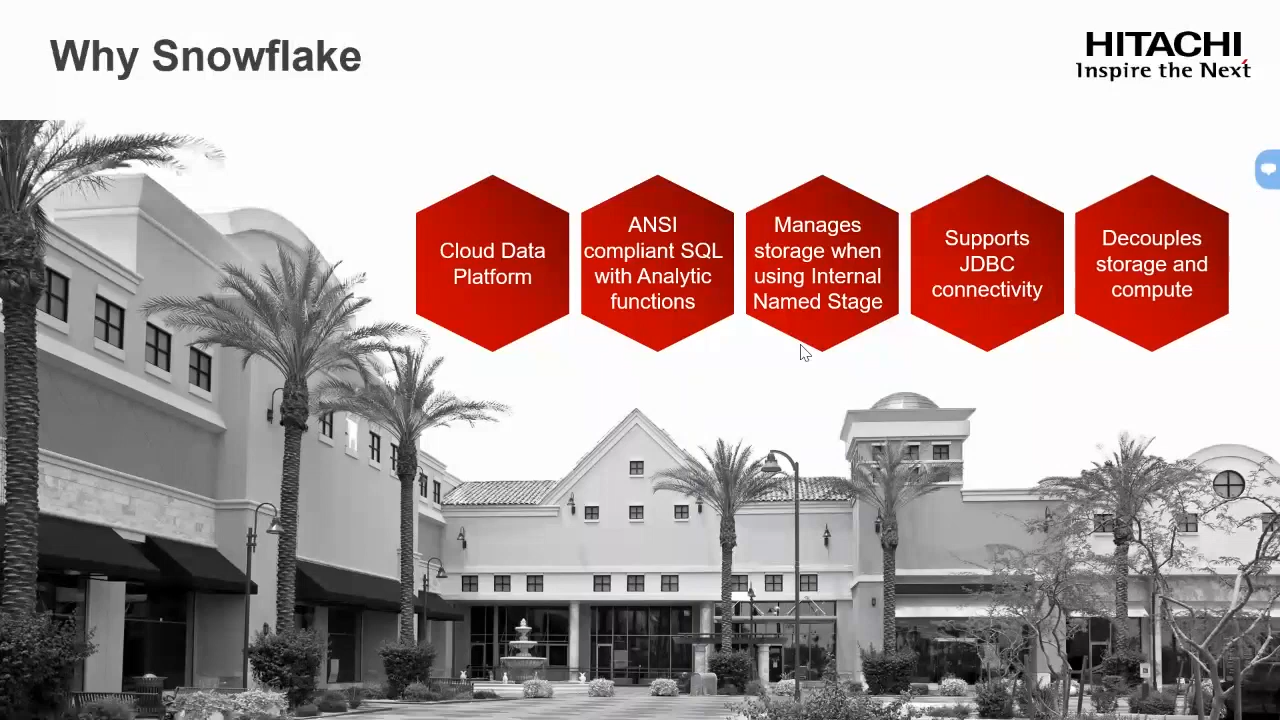 Why Snowflake
HITACHI
Inspire the Next
Cloud Data
Platform
ANSI
compliant SQL
with Analytic
functions
Manages
storage when
using Internal
Named Stage
Supports
JDBC
connectivity
Decouples
storage and
compute